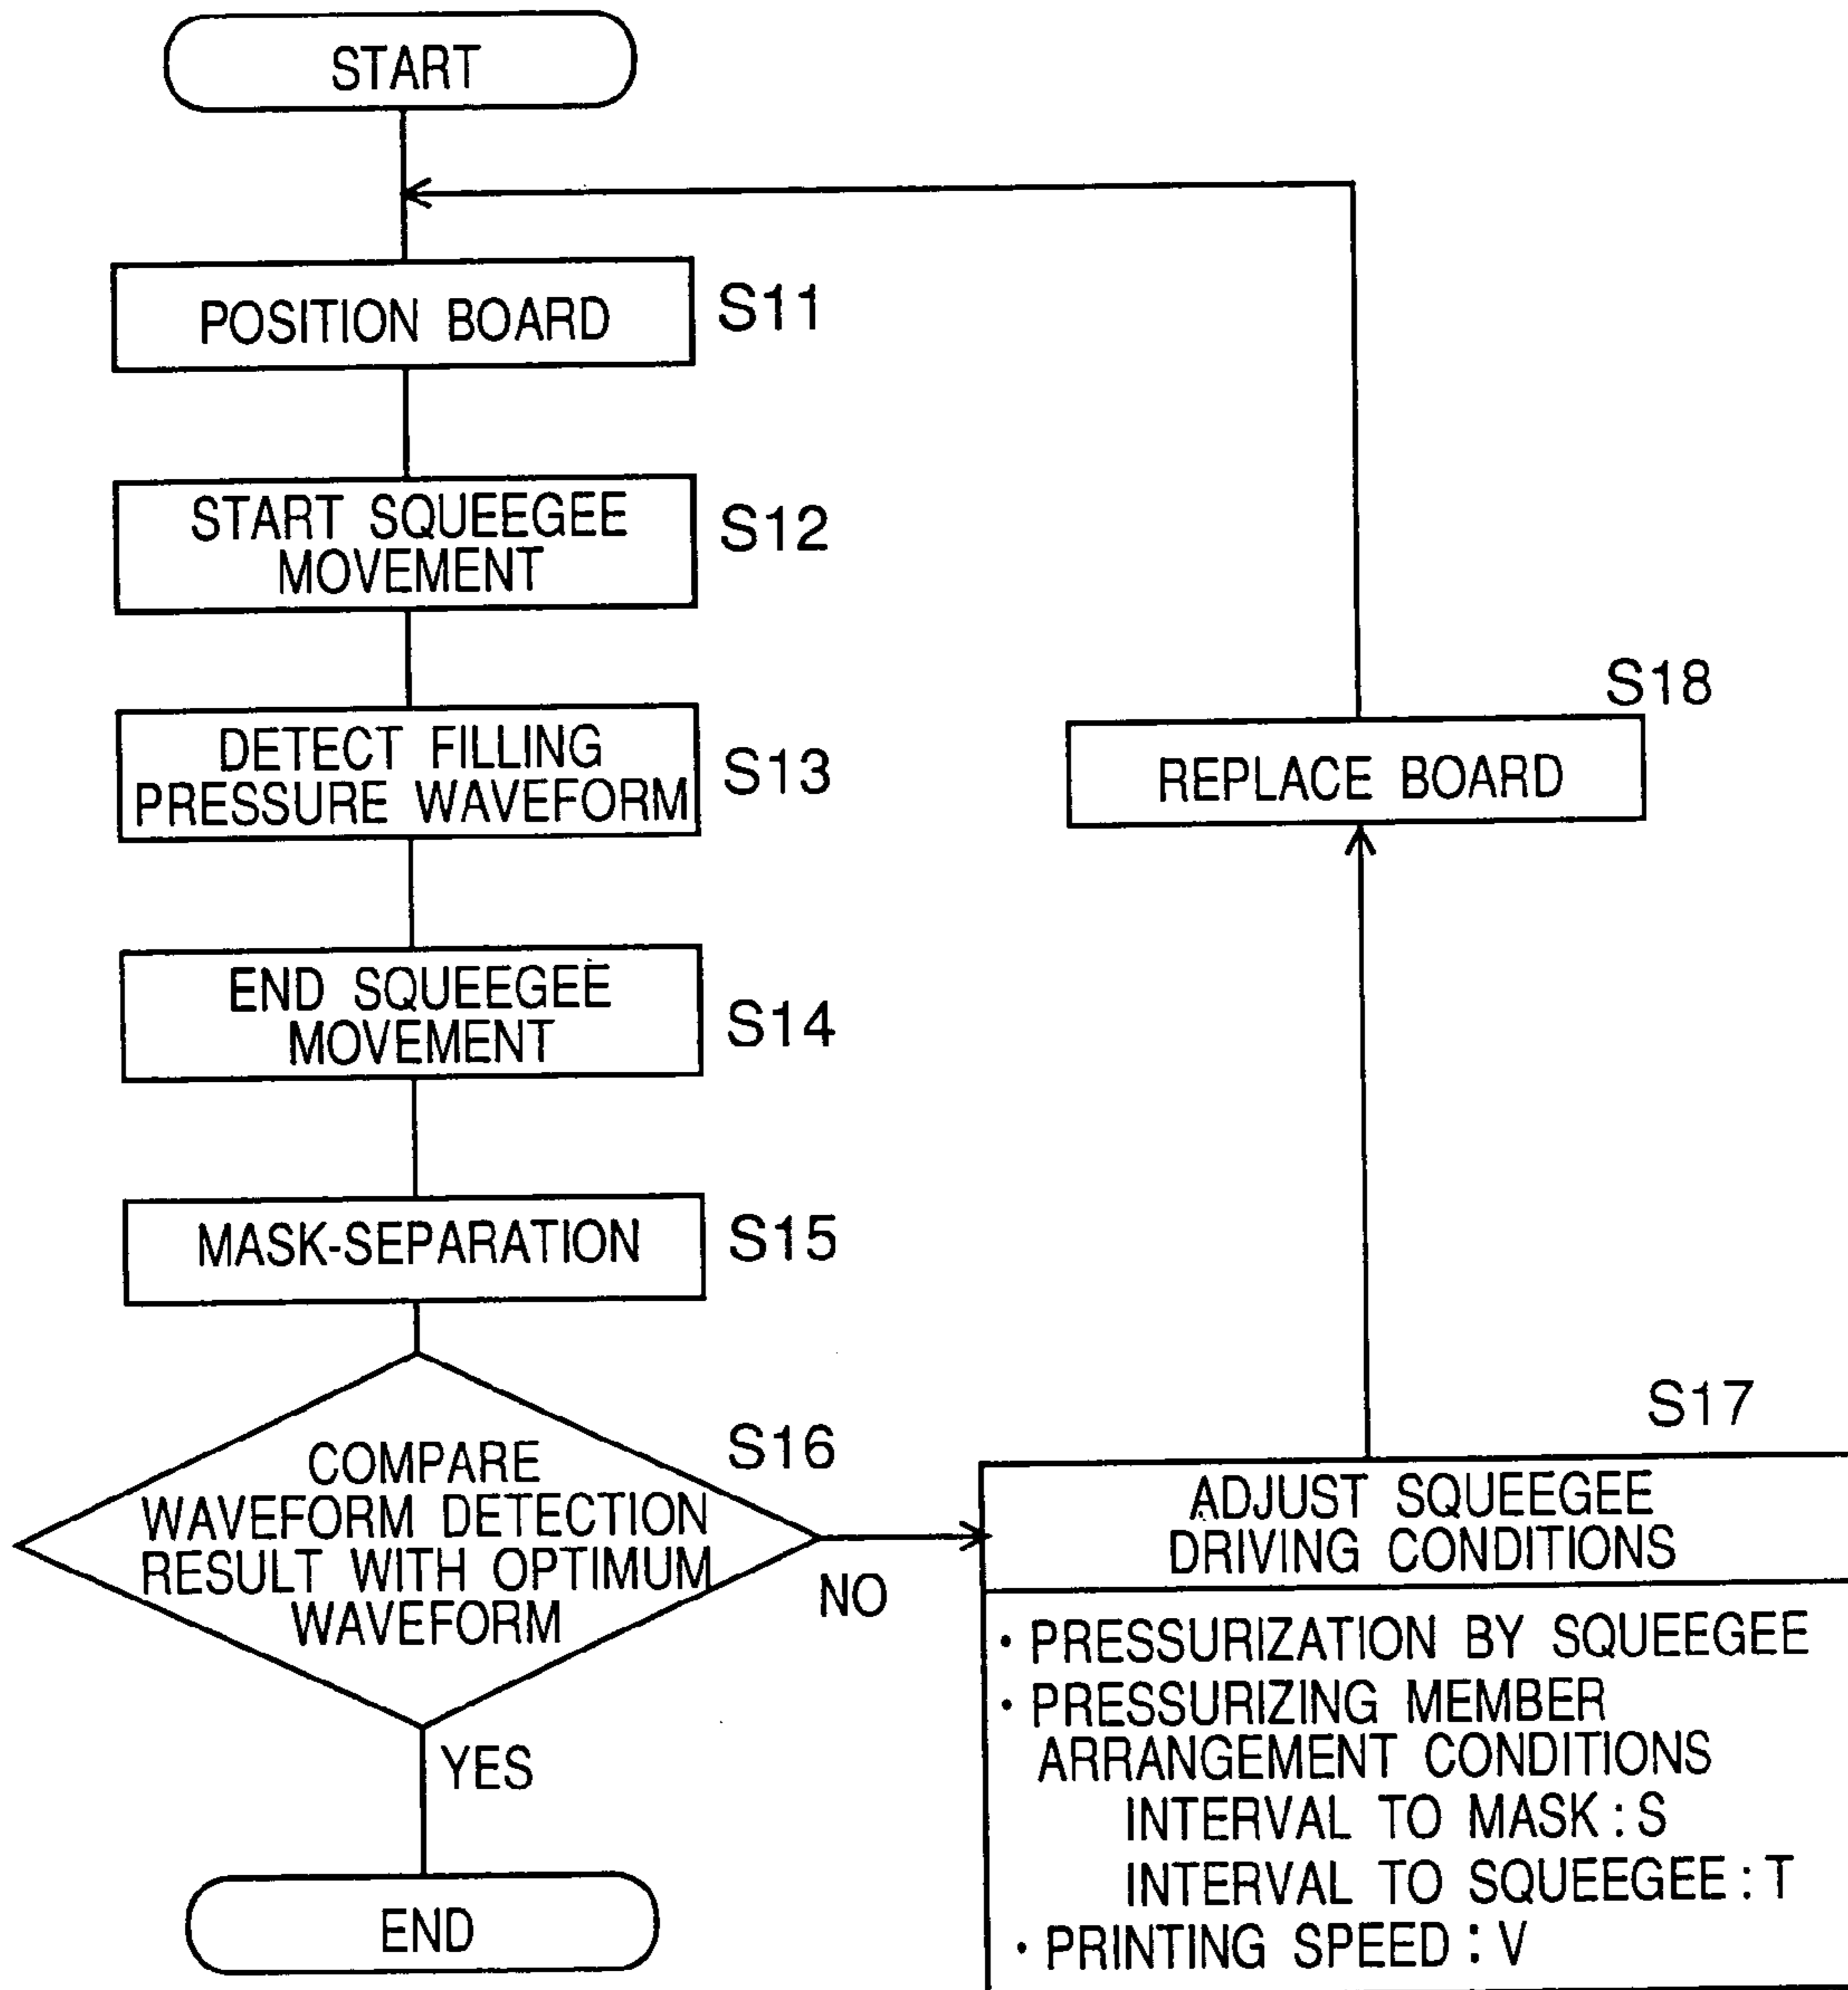 START
POSITION BOARD
S11
START SQUEEGEE
MOVEMENT
S12
DETECT FILLING
PRESSURE WAVEFORM
S13
END SQUEEGEE
MOVEMENT
S14
MASK-SEPARATION
S15
COMPARE
WAVEFORM DETECTION
RESULT WITH OPTIMUM
WAVEFORM
S16
NO
YES
END
S18
REPLACE BOARD
S17
ADJUST SQUEEGEE
DRIVING CONDITIONS
・PRESSURIZATION BY SQUEEGEE
・PRESSURIZING MEMBER
ARRANGEMENT CONDITIONS
INTERVAL TO MASK : S
INTERVAL TO SQUEEGEE : T
・PRINTING SPEED : V